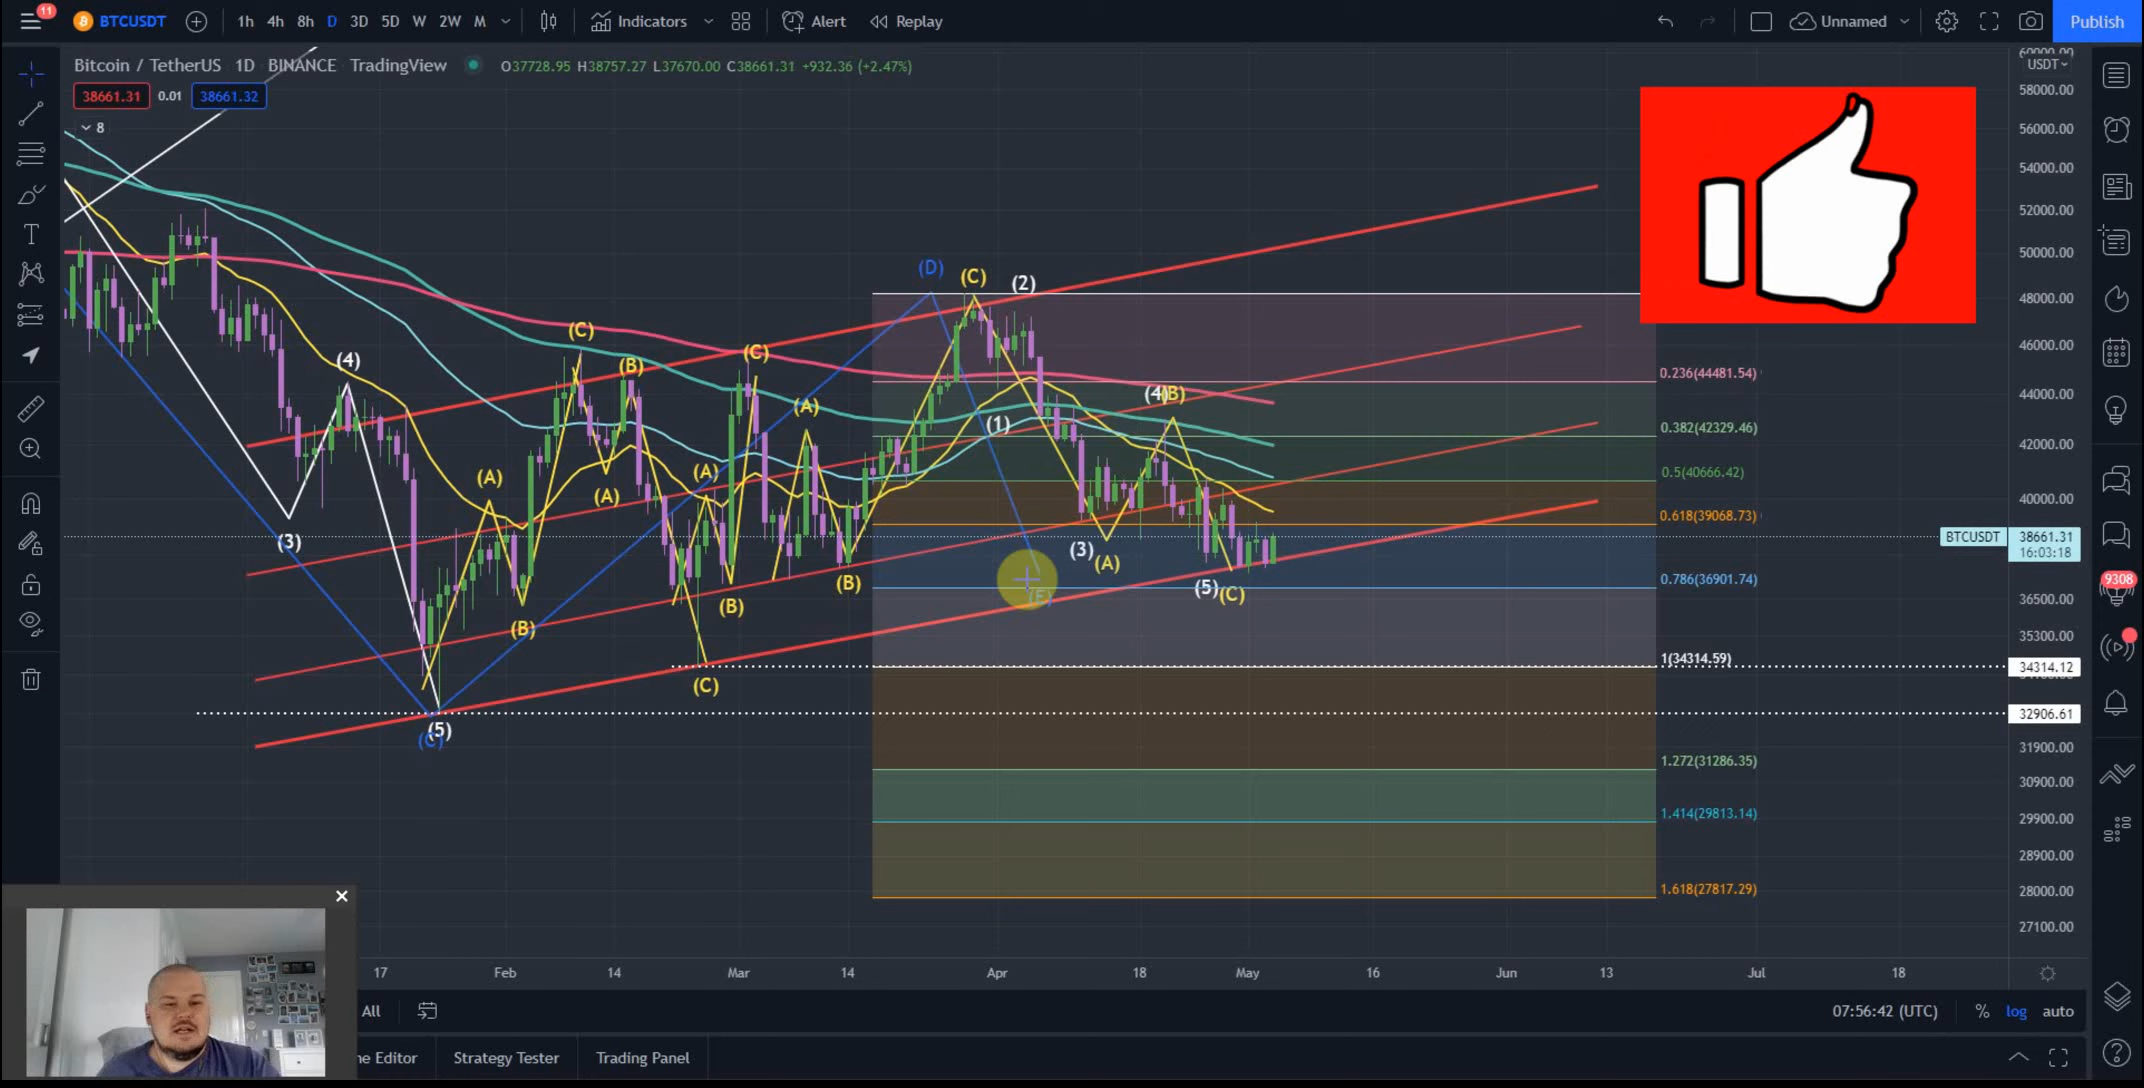 11
BTCUSDT
1h 4h 8h D 3D 5D W 2W M
Indicators
Alert
Replay
Unnamed
Publish
Bitcoin / TetherUS 1D BINANCE TradingView
O37728.95 H38757.27 L37670.00 C38661.31 +932.36 (+2.47%)
38661.31 0.01 38661.32
8
USDT
58000.00
56000.00
54000.00
52000.00
50000.00
48000.00
46000.00
44000.00
42000.00
40000.00
BTCUSDT 38661.31
16:03:18
36500.00
35300.00
34314.12
32906.61
31900.00
30900.00
29900.00
28900.00
28000.00
27100.00
(D) (C) (2)
(4) (C) (B) (C)
(A) (1) (4) (B)
(A) (A) (A)
(3) (3) (A)
(B) (B) (B) (5) (C)
(C)
(5)
(C)
0.236(44481.54)
0.382(42329.46)
0.5(40666.42)
0.618(39068.73)
0.786(36901.74)
1(34314.59)
1.272(31286.35)
1.414(29813.14)
1.618(27817.29)
9308
17 Feb 14 Mar 14 Apr 18 May 16 Jun 13 Jul 18
All
07:56:42 (UTC) % log auto
ne Editor Strategy Tester Trading Panel